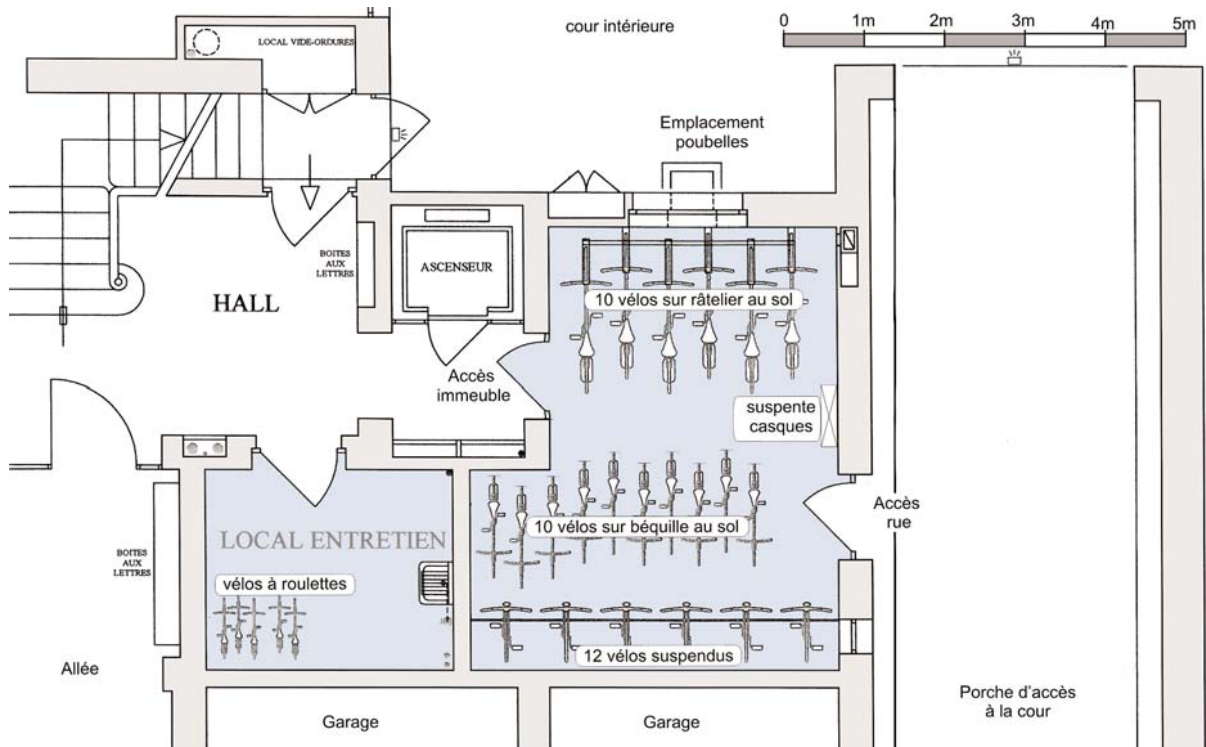 cour intérieure
0 1m 2m 3m 4m 5m
LOCAL VIDE-ORDURES
Emplacement
poubelles
BOITES
AUX
LETTRES
ASCENSEUR
HALL
10 vélos sur râtelier au sol
Accès
immeuble
suspente
casques
Accès
rue
10 vélos sur béquille au sol
LOCAL ENTRETIEN
BOITES
AUX
LETTRES
vélos à roulettes
12 vélos suspendus
Allée
Garage
Garage
Porche d'accès
à la cour